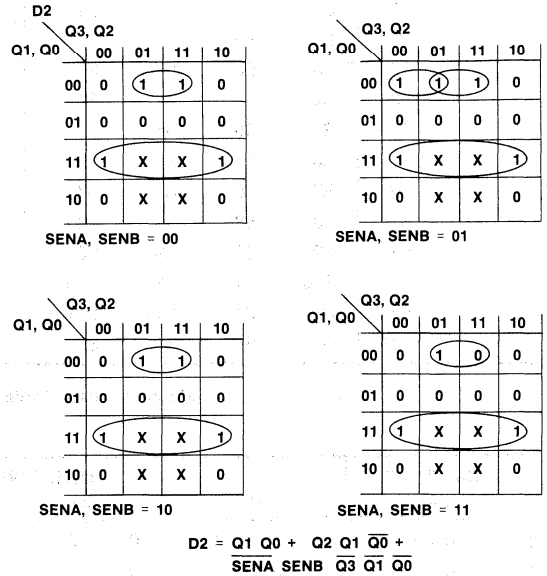 D2
Q3, Q2
Q1, Q0
00 01 11 10
00 0 1 1 0
01 0 0 0 0
11 1 X X 1
10 0 X X 0
SENA, SENB = 00
Q3, Q2
Q1, Q0
00 01 11 10
00 1 1 1 0
01 0 0 0 0
11 1 X X 1
10 0 X X 0
SENA, SENB = 01
Q3, Q2
Q1, Q0
00 01 11 10
00 0 1 1 0
01 0 0 0 0
11 1 X X 1
10 0 X X 0
SENA, SENB = 10
Q3, Q2
Q1, Q0
00 01 11 10
00 0 1 0 0
01 0 0 0 0
11 1 X X 1
10 0 X X 0
SENA, SENB = 11
D2 = Q1 Q0 + Q2 Q1 Q̅0̅ +
S̅E̅N̅A̅ SENB Q̅3̅ Q̅1̅ Q̅0̅